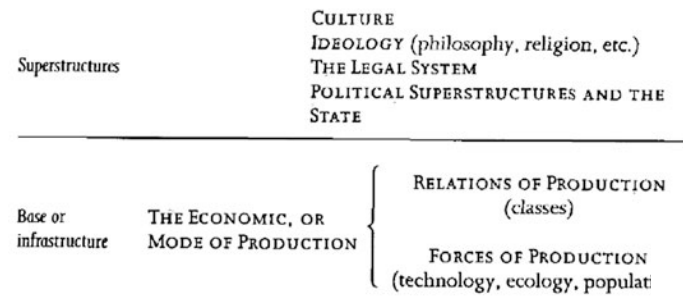 CULTURE
IDEOLOGY (philosophy, religion, etc.)
Superstructures
THE LEGAL SYSTEM
POLITICAL SUPERSTRUCTURES AND THE
STATE
RELATIONS OF PRODUCTION
(classes)
Base or
infrastructure
THE ECONOMIC, OR
MODE OF PRODUCTION
FORCES OF PRODUCTION
(technology, ecology, populati